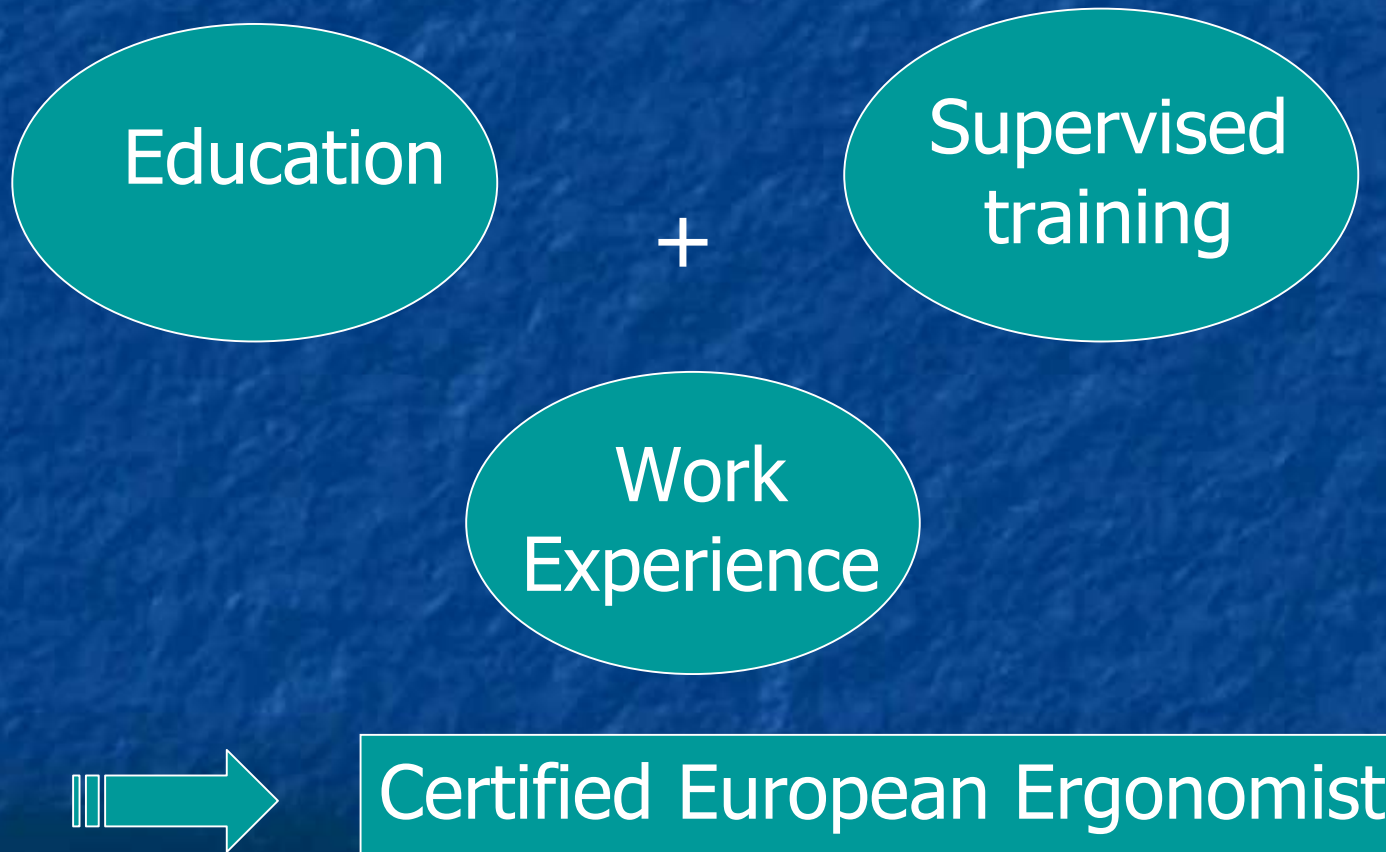 Education
+
Supervised
training
Work
Experience
Certified European Ergonomist